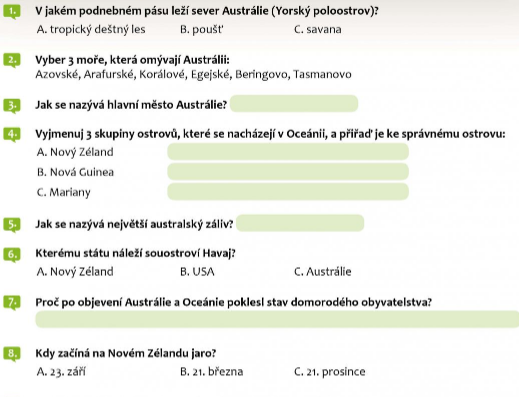 1. V jakém podnebném pásu leží sever Austrálie (Yorský poloostrov)?
A. tropický deštný les B. poušť C. savana
2. Vyber 3 moře, která omývají Austrálii:
Azovské, Arafurské, Korálové, Egejské, Beringovo, Tasmanovo
3. Jak se nazývá hlavní město Austrálie?
4. Vyjmenuj 3 skupiny ostrovů, které se nacházejí v Oceánii, a přiřaď je ke správnému ostrovu:
A. Nový Zéland
B. Nová Guinea
C. Mariany
5. Jak se nazývá největší australský záliv?
6. Kterému státu náleží souostroví Havaj?
A. Nový Zéland B. USA C. Austrálie
7. Proč po objevení Austrálie a Oceánie poklesl stav domorodého obyvatelstva?
8. Kdy začíná na Novém Zélandu jaro?
A. 23. září B. 21. března C. 21. prosince